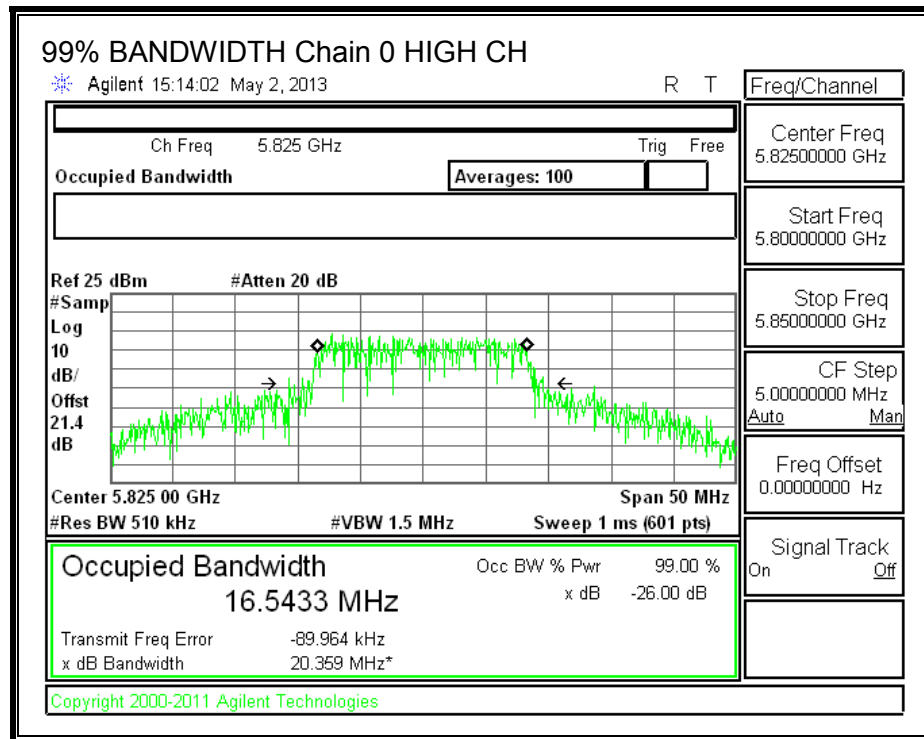 99% BANDWIDTH Chain 0 HIGH CH
Agilent 15:14:02 May 2, 2013 R T
Freq/Channel
Ch Freq 5.825 GHz Trig Free
Occupied Bandwidth Averages: 100
Center Freq
5.82500000 GHz
Start Freq
5.80000000 GHz
Stop Freq
5.85000000 GHz
CF Step
5.00000000 MHz
Auto Man
Freq Offset
0.00000000 Hz
Signal Track
On Off
Ref 25 dBm #Atten 20 dB
#Samp
Log
10
dB/
Offst
21.4
dB
Center 5.825 00 GHz Span 50 MHz
#Res BW 510 kHz #VBW 1.5 MHz Sweep 1 ms (601 pts)
Occupied Bandwidth Occ BW % Pwr 99.00 %
16.5433 MHz x dB -26.00 dB
Transmit Freq Error -89.964 kHz
x dB Bandwidth 20.359 MHz*
Copyright 2000-2011 Agilent Technologies